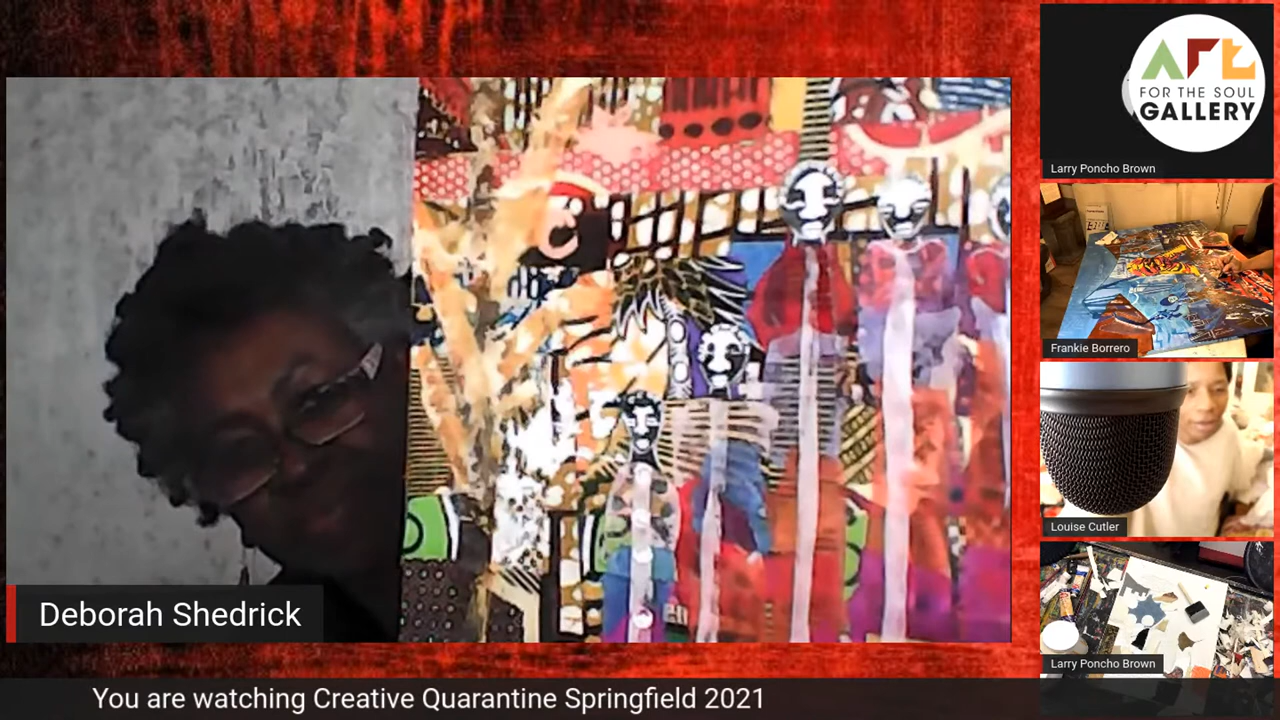 Art
FOR THE SOUL
GALLERY
Larry Poncho Brown
Frankie Borrero
Louise Cutler
Larry Poncho Brown
Deborah Shedrick
You are watching Creative Quarantine Springfield 2021